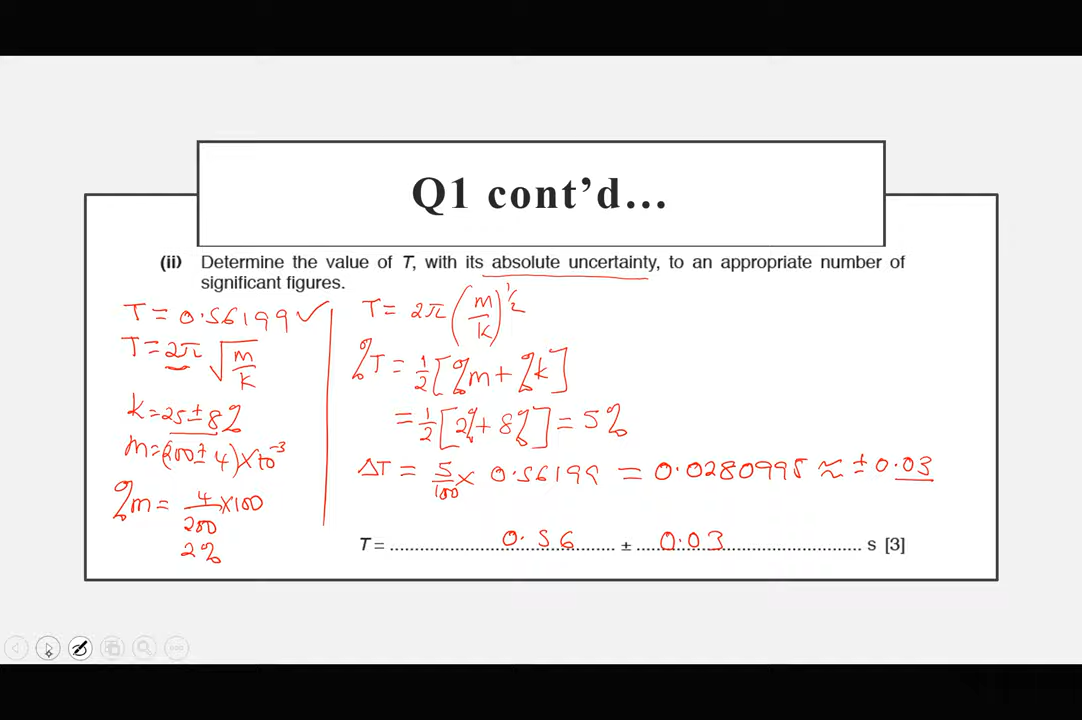 Q1 cont’d…
(ii) Determine the value of T, with its absolute uncertainty, to an appropriate number of
significant figures.
T = 0.56199 ✓
T = 2π √(m/k)
k = 25 ± 8%
m = (200 ± 4) × 10⁻³
%m = 4/200 × 100
2%
T = 2π (m/k)^1/2
%T = 1/2 [%m + %k]
= 1/2 [2% + 8%] = 5%
ΔT = 5/100 × 0.56199 = 0.0280995 ≈ ± 0.03
T = .......... 0.56 .......... ± .......... 0.03 .......... s [3]